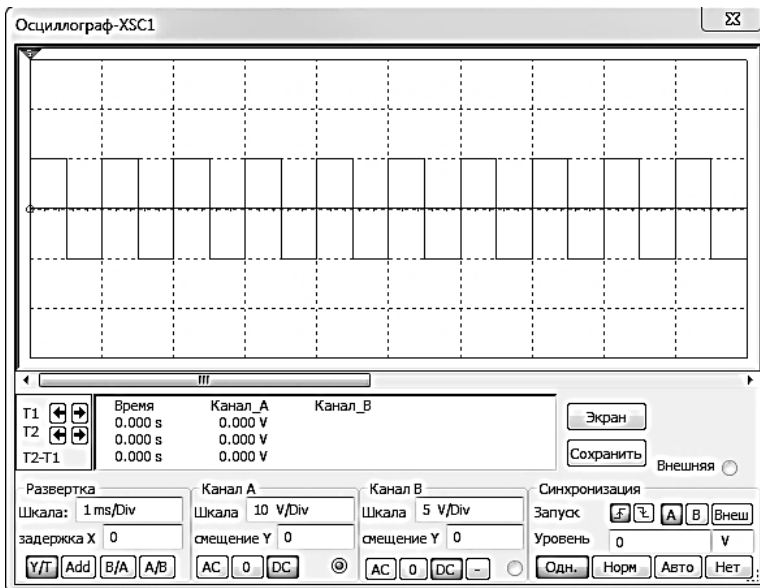 Осциллограф-XSC1
T1
T2
T2-T1
Время Канал_A Канал_B
0.000 s 0.000 V
0.000 s 0.000 V
0.000 s 0.000 V
Экран
Сохранить
Внешняя
Развертка
Шкала: 1 ms/Div
задержка X 0
Y/T Add B/A A/B
Канал A
Шкала 10 V/Div
смещение Y 0
AC 0 DC
Канал B
Шкала 5 V/Div
смещение Y 0
AC 0 DC -
Синхронизация
Запуск A B Внеш
Уровень 0 V
Одн. Норм Авто Нет